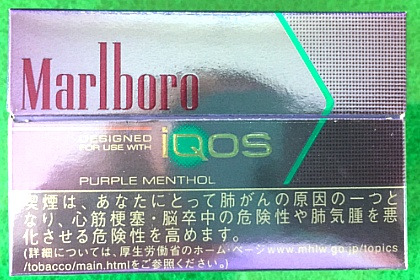 Marlboro
DESIGNED
FOR USE WITH
iQOS
PURPLE MENTHOL
喫煙は、あなたにとって肺がんの原因の一つと
なり、心筋梗塞・脳卒中の危険性や肺気腫を悪
化させる危険性を高めます。
(詳細については、厚生労働省のホーム・ページwww.mhlw.go.jp/topics
/tobacco/main.htmlをご参照ください。)